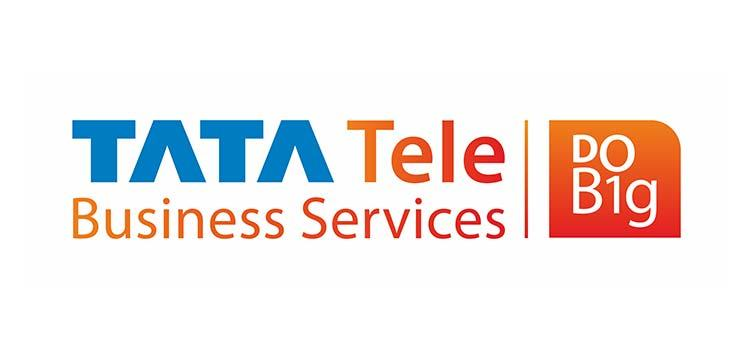 TATA Tele
Business Services
DO
B1g